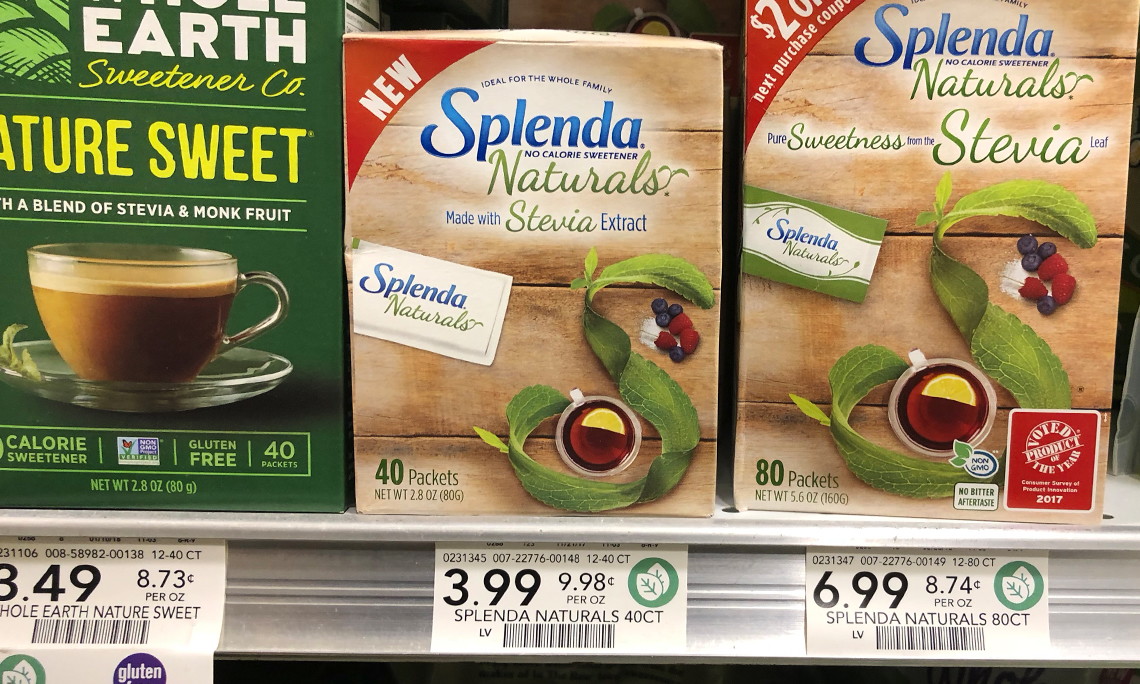 EARTH
Sweetener Co.
ATURE SWEET
A BLEND OF STEVIA & MONK FRUIT
CALORIE
SWEETENER
NON
GMO
Project
VERIFIED
GLUTEN
FREE
40
PACKETS
NET WT 2.8 OZ (80 g)
NEW
IDEAL FOR THE WHOLE FAMILY
Splenda
NO CALORIE SWEETENER
Naturals
Made with Stevia Extract
Splenda
Naturals
40 Packets
NET WT 2.8 OZ (80G)
$2
next purchase
FAMILY
Splenda
NO CALORIE SWEETENER
Naturals
Pure Sweetness from the Stevia Leaf
Splenda
Naturals
80 Packets
NET WT 5.6 OZ (160G)
NON
GMO
NO BITTER
AFTERTASTE
VOTED
PRODUCT
OF
THE YEAR
Consumer Survey of
Product Innovation
2017
231106 008-58982-00138 12-40 CT
3.49 8.73¢
PER OZ
HOLE EARTH NATURE SWEET
gluten
0231345 007-22776-00148 12-40 CT
3.99 9.98¢
PER OZ
SPLENDA NATURALS 40CT
LV
0231347 007-22776-00149 12-80 CT
6.99 8.74¢
PER OZ
SPLENDA NATURALS 80CT
LV